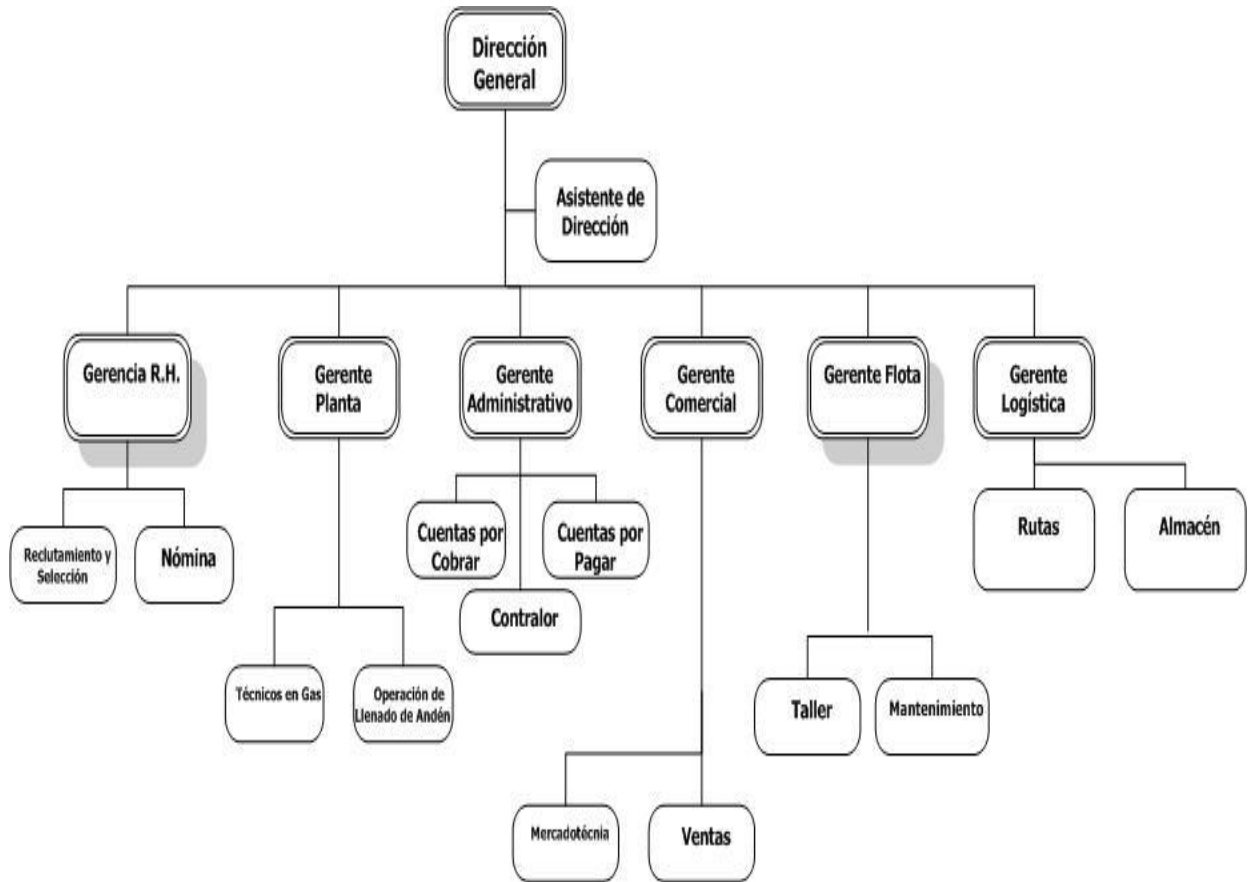 Dirección
General
Asistente de
Dirección
Gerencia R.H.
Gerente
Planta
Gerente
Administrativo
Gerente
Comercial
Gerente Flota
Gerente
Logística
Reclutamiento y
Selección
Nómina
Cuentas por
Cobrar
Cuentas por
Pagar
Contralor
Rutas
Almacén
Técnicos en Gas
Operación de
Llenado de Andén
Taller
Mantenimiento
Mercadotécnia
Ventas